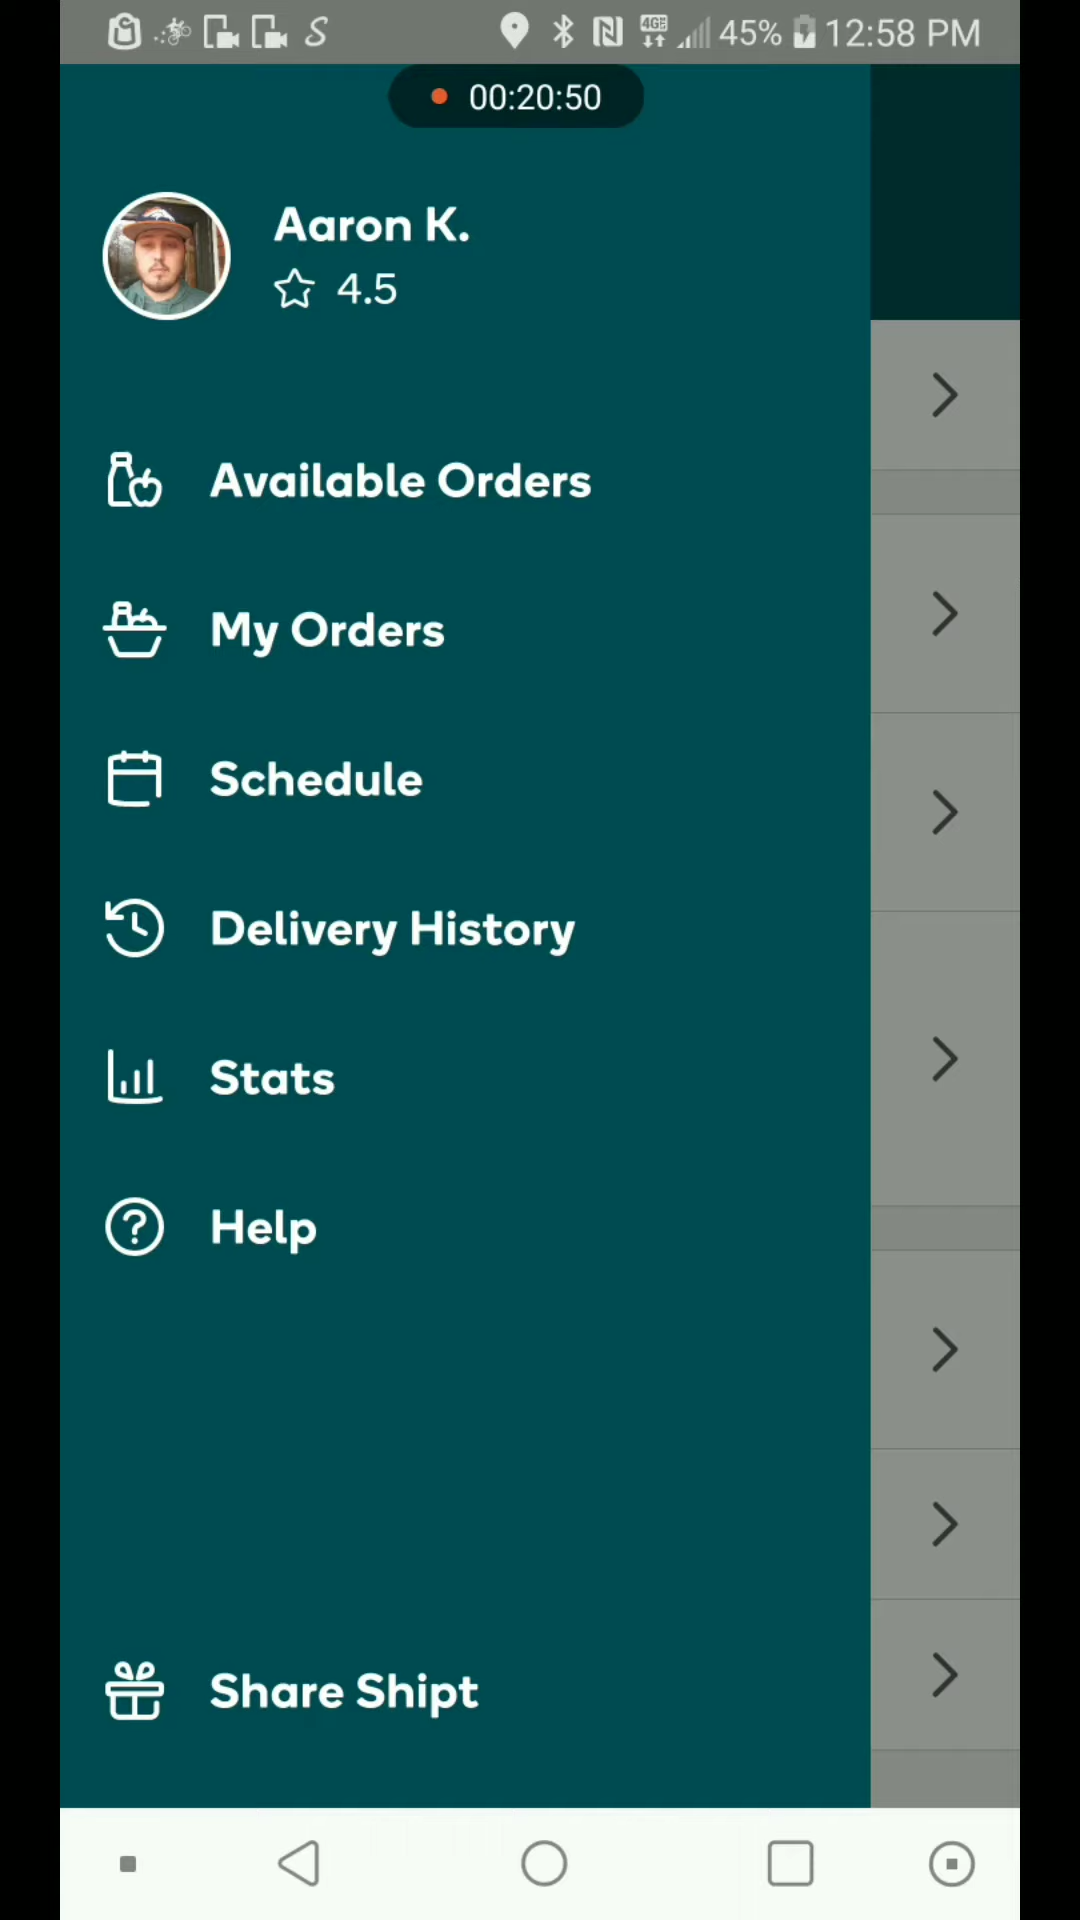 45% 12:58 PM
00:20:50
Aaron K.
4.5
Available Orders
My Orders
Schedule
Delivery History
Stats
Help
Share Shipt